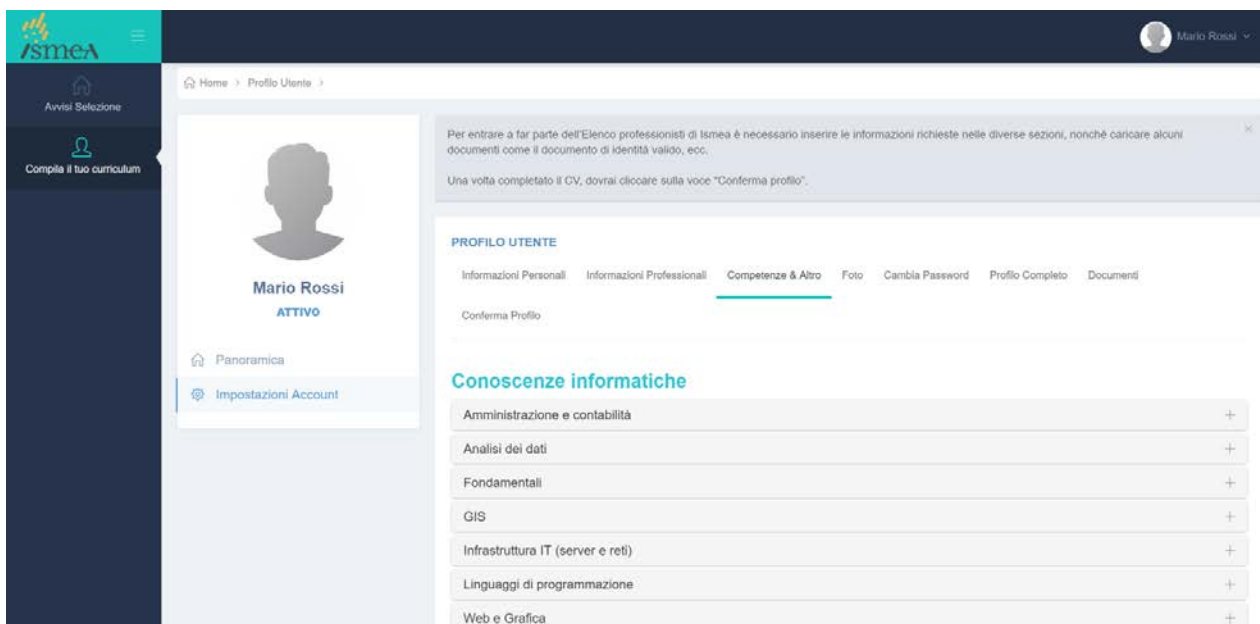 Ismea
Mario Rossi
Home > Profilo Utente >
Avvisi Selezione
Compila il tuo curriculum
Mario Rossi
ATTIVO
Panoramica
Impostazioni Account
Per entrare a far parte dell'Elenco professionisti di Ismea è necessario inserire le informazioni richieste nelle diverse sezioni, nonché caricare alcuni
documenti come il documento di identità valido, ecc.
Una volta completato il CV, dovrai cliccare sulla voce "Conferma profilo".
PROFILO UTENTE
Informazioni Personali Informazioni Professionali Competenze & Altro Foto Cambia Password Profilo Completo Documenti
Conferma Profilo
Conoscenze informatiche
Amministrazione e contabilità
Analisi dei dati
Fondamentali
GIS
Infrastruttura IT (server e reti)
Linguaggi di programmazione
Web e Grafica